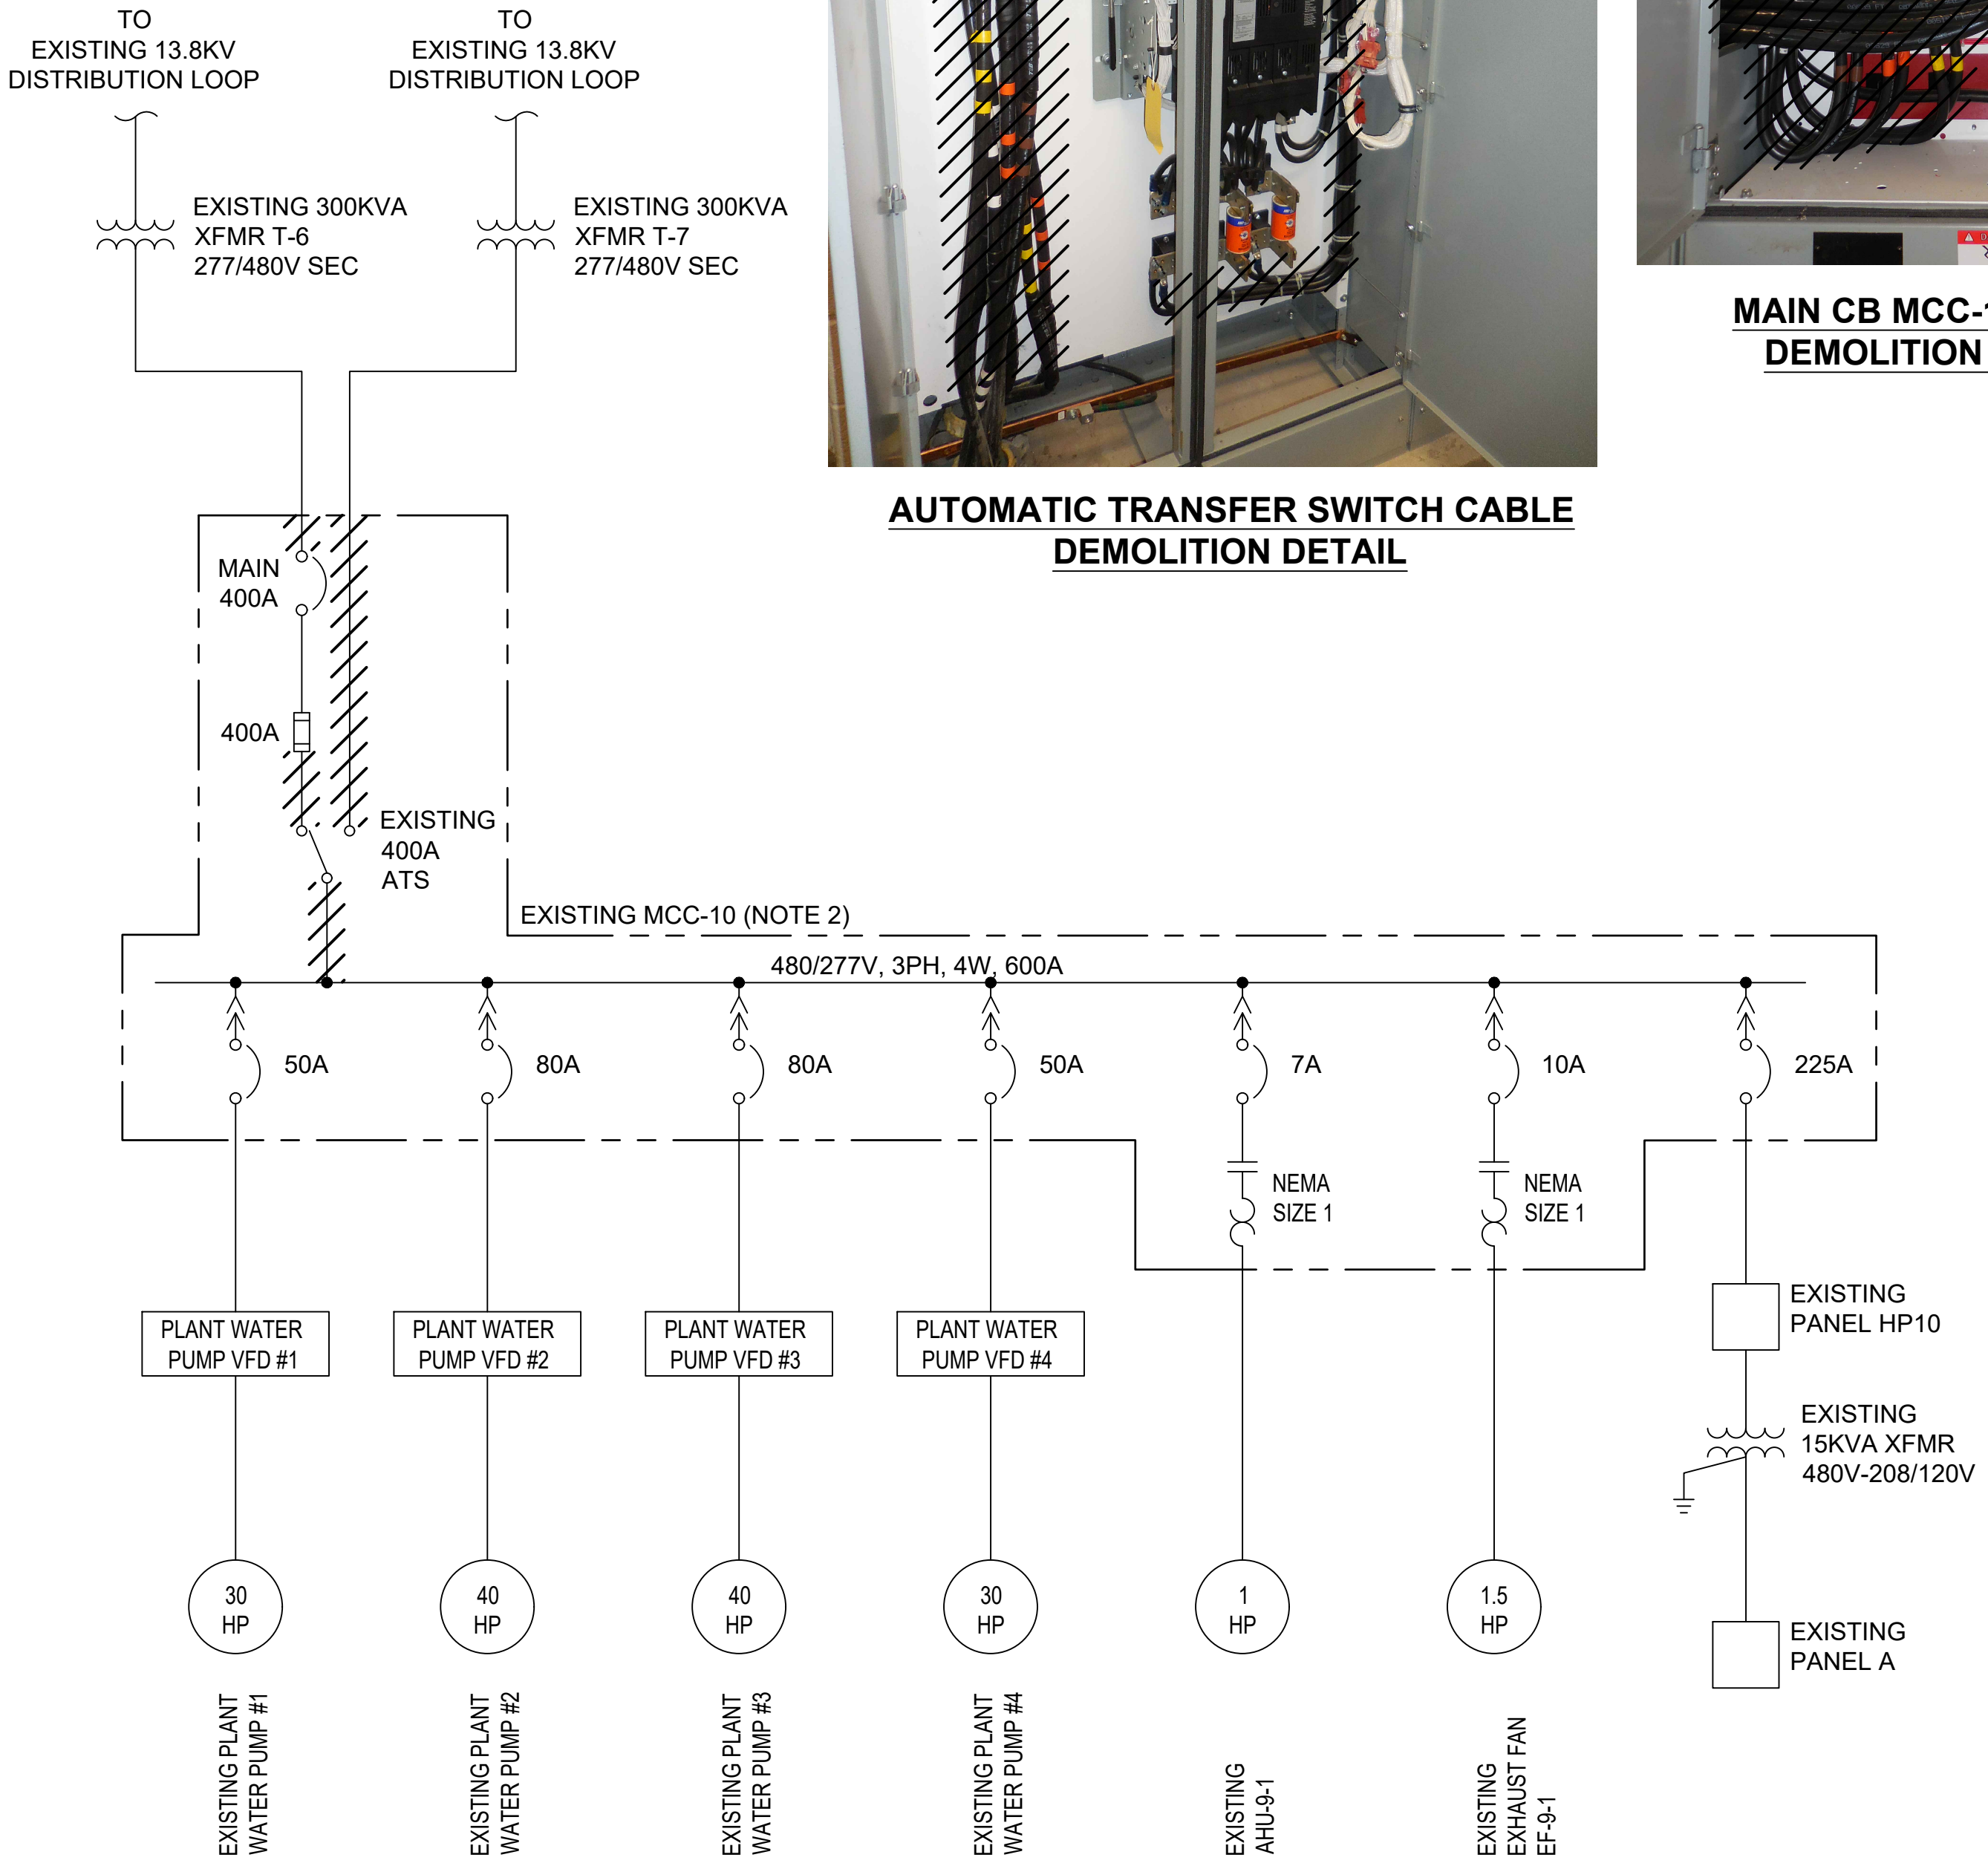 TO
EXISTING 13.8KV
DISTRIBUTION LOOP
TO
EXISTING 13.8KV
DISTRIBUTION LOOP
EXISTING 300KVA
XFMR T-6
277/480V SEC
EXISTING 300KVA
XFMR T-7
277/480V SEC
MAIN CB MCC-1
DEMOLITION
AUTOMATIC TRANSFER SWITCH CABLE
DEMOLITION DETAIL
MAIN
400A
400A
EXISTING
400A
ATS
EXISTING MCC-10 (NOTE 2)
480/277V, 3PH, 4W, 600A
50A
80A
80A
50A
7A
10A
225A
NEMA
SIZE 1
NEMA
SIZE 1
PLANT WATER
PUMP VFD #1
PLANT WATER
PUMP VFD #2
PLANT WATER
PUMP VFD #3
PLANT WATER
PUMP VFD #4
EXISTING
PANEL HP10
EXISTING
15KVA XFMR
480V-208/120V
30
HP
40
HP
40
HP
30
HP
1
HP
1.5
HP
EXISTING
PANEL A
EXISTING PLANT
WATER PUMP #1
EXISTING PLANT
WATER PUMP #2
EXISTING PLANT
WATER PUMP #3
EXISTING PLANT
WATER PUMP #4
EXISTING
AHU-9-1
EXISTING
EXHAUST FAN
EF-9-1